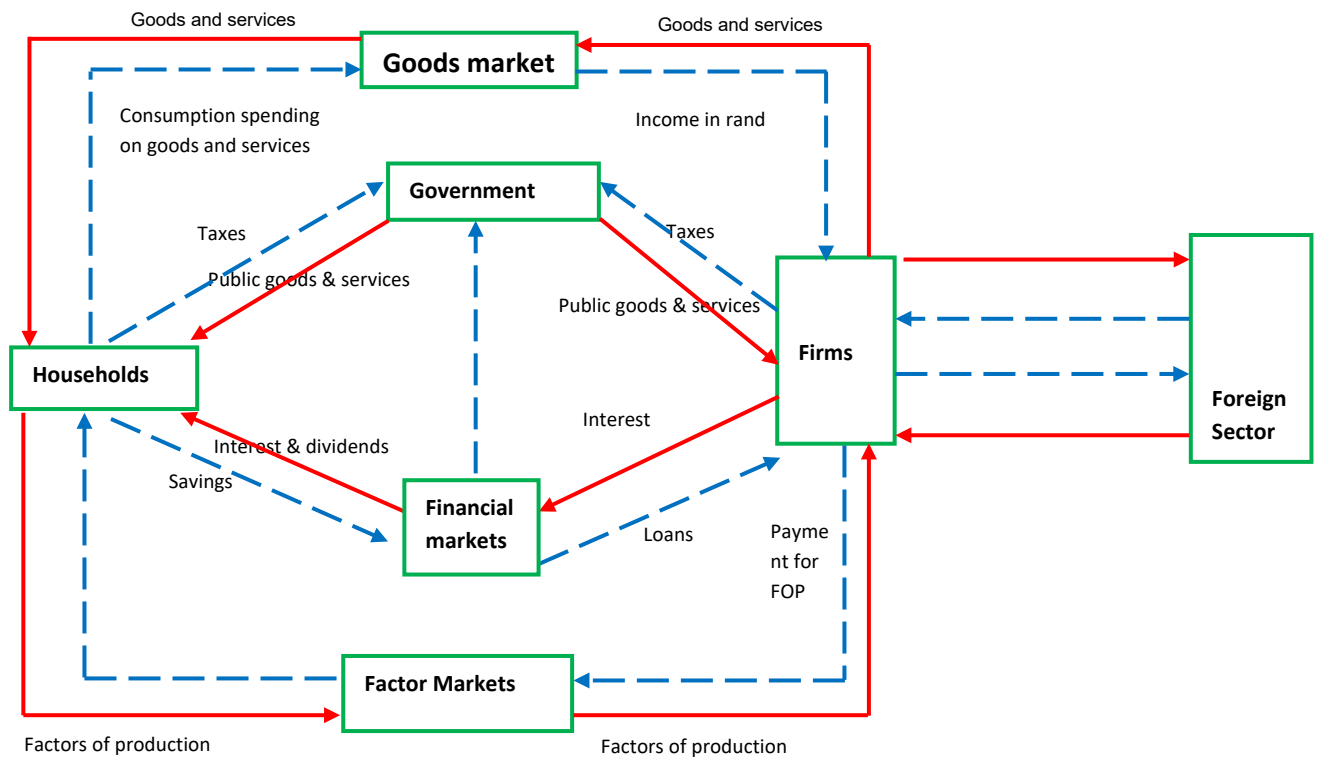 Goods and services
Goods and services
Goods market
Consumption spending
on goods and services
Income in rand
Government
Taxes
Taxes
Public goods & services
Public goods & services
Firms
Households
Foreign
Sector
Interest
Interest & dividends
Savings
Financial
markets
Loans
Payme
nt for
FOP
Factor Markets
Factors of production
Factors of production